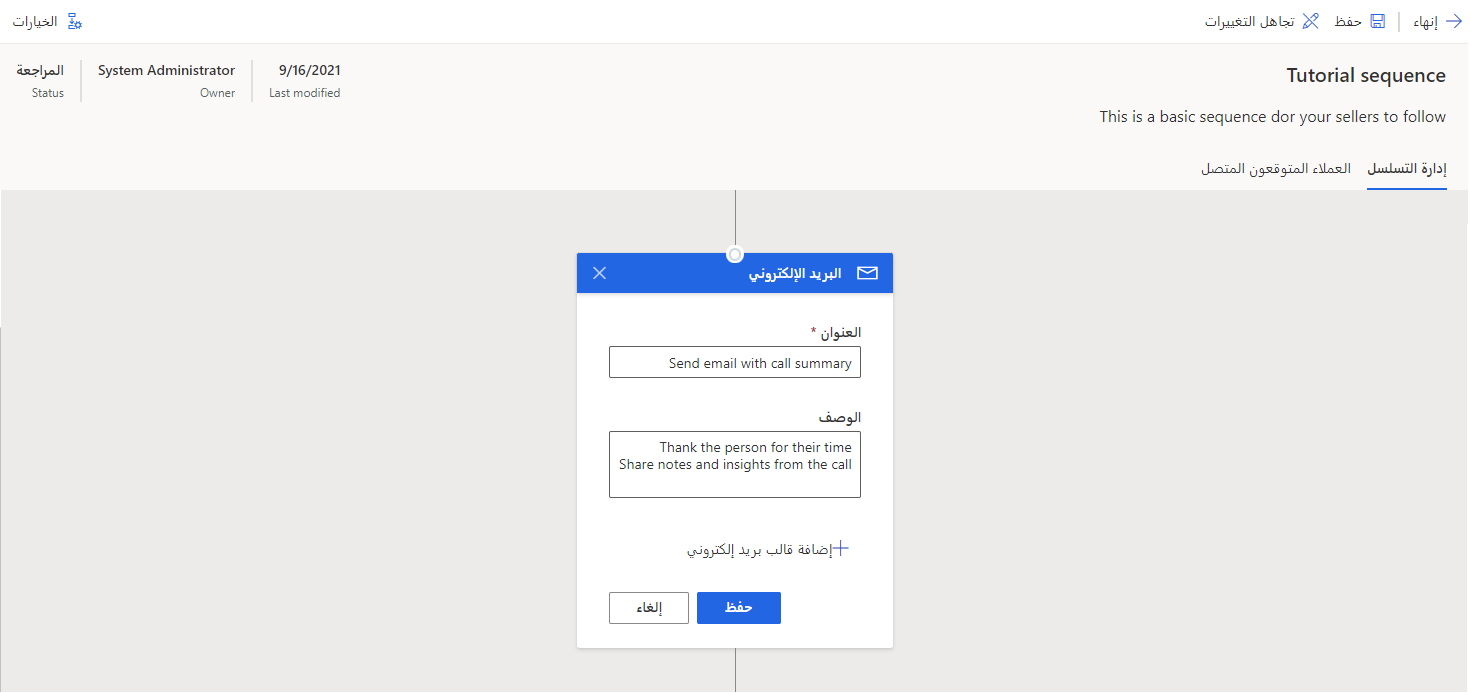 إنهاء
حفظ
تجاهل التغييرات
الخيارات
Tutorial sequence
This is a basic sequence dor your sellers to follow
9/16/2021
Last modified
System Administrator
Owner
المراجعة
Status
إدارة التسلسل
العملاء المتوقعون المتصل
البريد الإلكتروني
العنوان *
Send email with call summary
الوصف
Thank the person for their time
Share notes and insights from the call
إضافة قالب بريد إلكتروني
حفظ
إلغاء